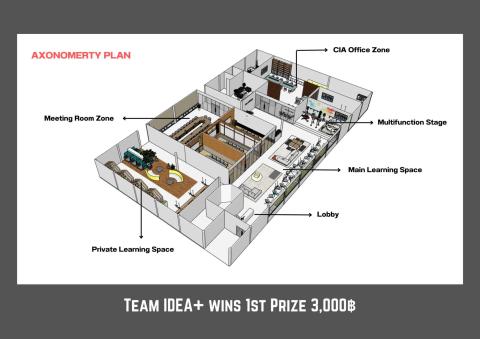 AXONOMERTY PLAN
CIA Office Zone
Meeting Room Zone
Multifunction Stage
Main Learning Space
Lobby
Private Learning Space
Team IDEA+ wins 1st Prize 3,000฿